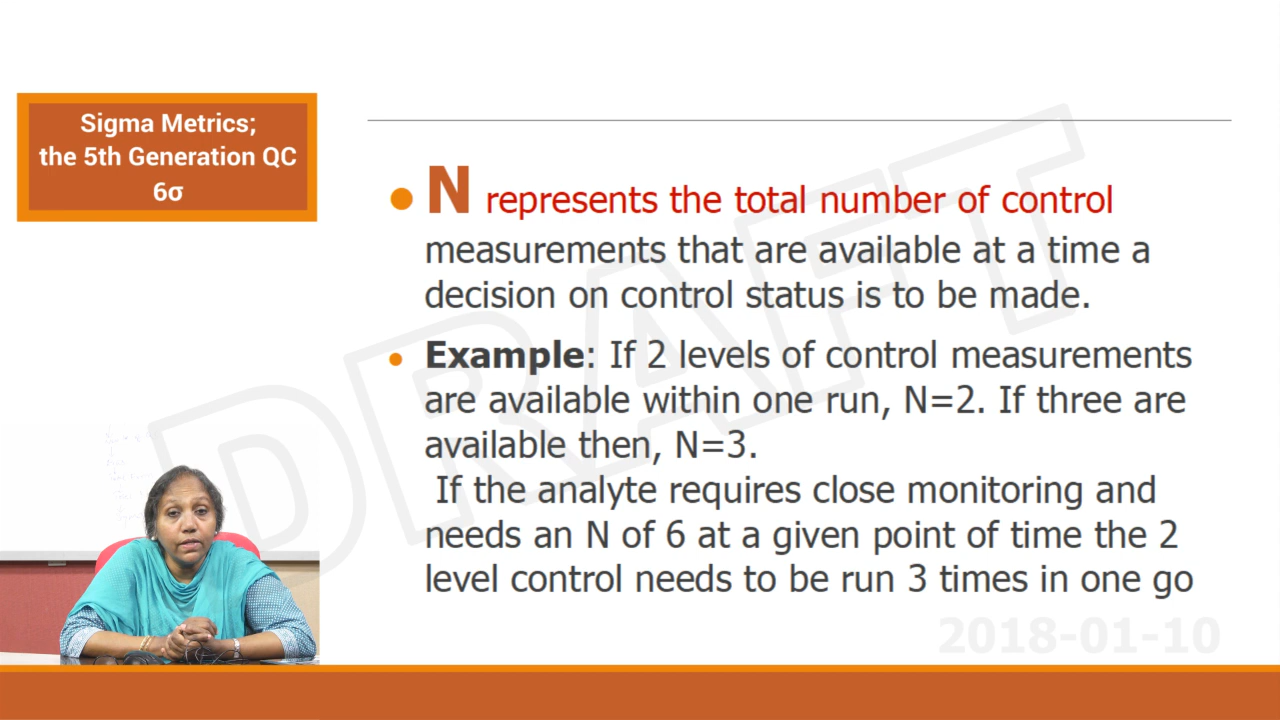 Sigma Metrics;
the 5th Generation QC
6σ
N represents the total number of control
measurements that are available at a time a
decision on control status is to be made.
Example: If 2 levels of control measurements
are available within one run, N=2. If three are
available then, N=3.
If the analyte requires close monitoring and
needs an N of 6 at a given point of time the 2
level control needs to be run 3 times in one go
DRAFT
2018-01-10